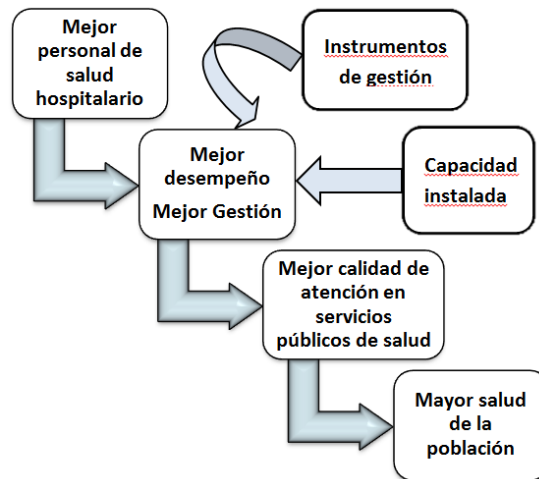 Mejor
personal de
salud
hospitalario
Instrumentos
de gestión
Mejor
desempeño
Mejor Gestión
Capacidad
instalada
Mejor calidad de
atención en
servicios
públicos de salud
Mayor salud
de la
población